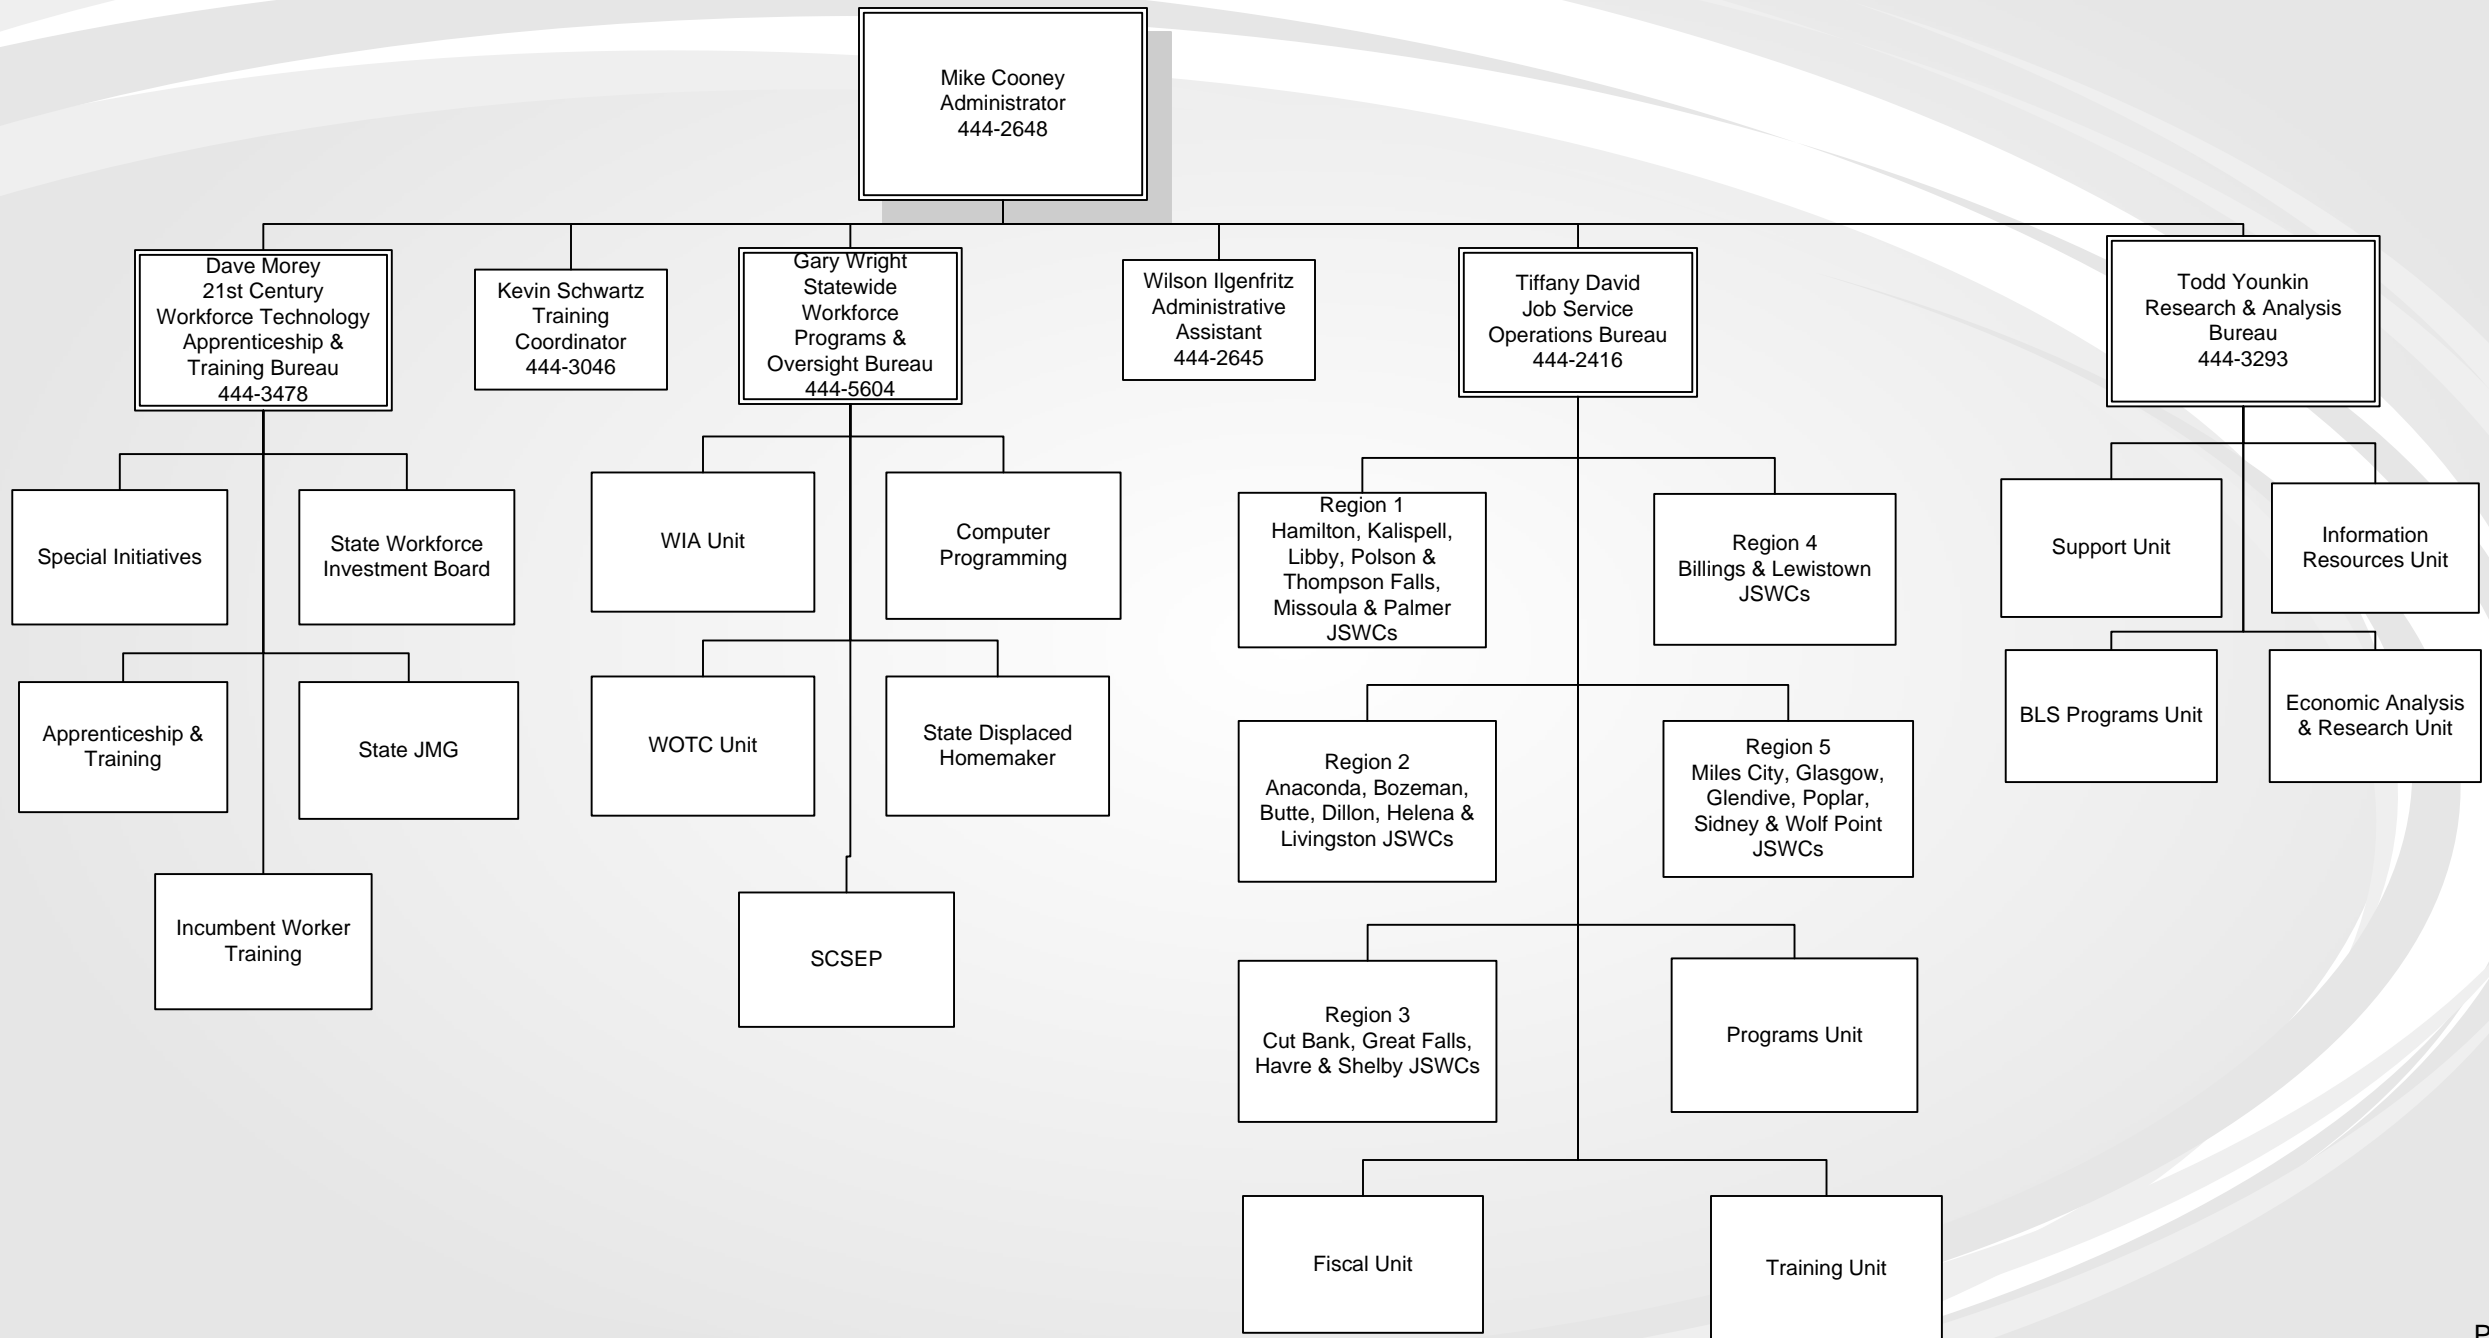 Mike Cooney
Administrator
444-2648
Dave Morey
21st Century
Workforce Technology
Apprenticeship &
Training Bureau
444-3478
Kevin Schwartz
Training
Coordinator
444-3046
Gary Wright
Statewide
Workforce
Programs &
Oversight Bureau
444-5604
Wilson Ilgenfritz
Administrative
Assistant
444-2645
Tiffany David
Job Service
Operations Bureau
444-2416
Todd Younkin
Research & Analysis
Bureau
444-3293
Special Initiatives
State Workforce
Investment Board
Apprenticeship &
Training
State JMG
Incumbent Worker
Training
WIA Unit
Computer
Programming
WOTC Unit
State Displaced
Homemaker
SCSEP
Region 1
Hamilton, Kalispell,
Libby, Polson &
Thompson Falls,
Missoula & Palmer
JSWCs
Region 4
Billings & Lewistown
JSWCs
Region 2
Anaconda, Bozeman,
Butte, Dillon, Helena &
Livingston JSWCs
Region 5
Miles City, Glasgow,
Glendive, Poplar,
Sidney & Wolf Point
JSWCs
Region 3
Cut Bank, Great Falls,
Havre & Shelby JSWCs
Programs Unit
Fiscal Unit
Training Unit
Support Unit
Information
Resources Unit
BLS Programs Unit
Economic Analysis
& Research Unit